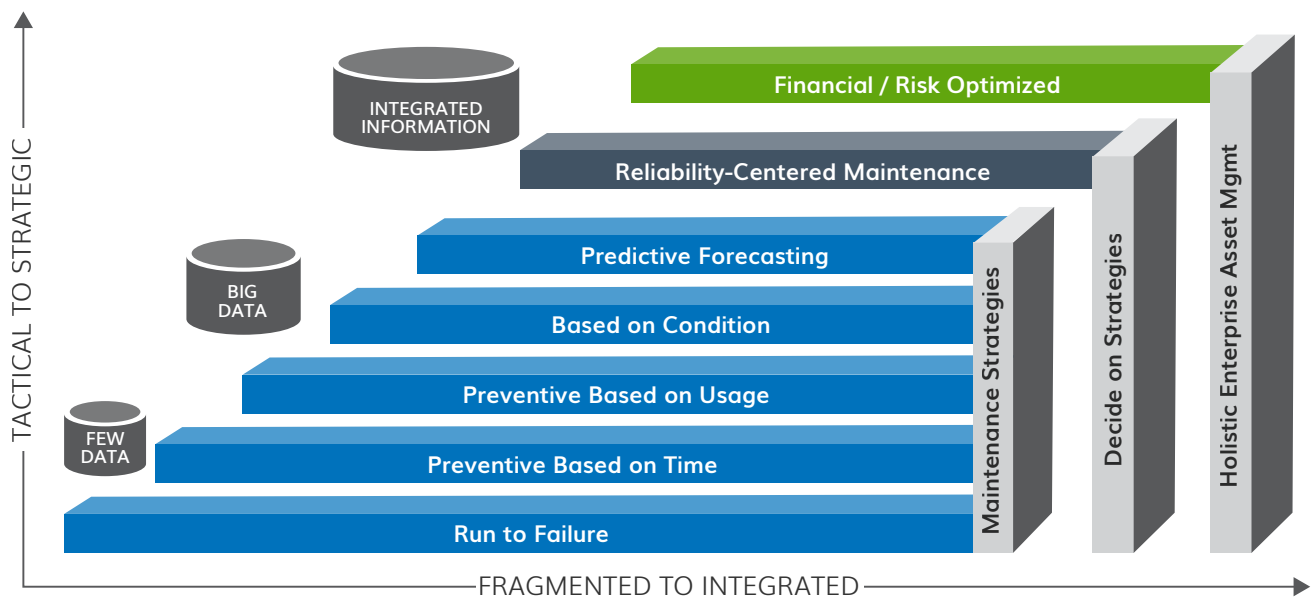 TACTICAL TO STRATEGIC
INTEGRATED
INFORMATION
Financial / Risk Optimized
Reliability-Centered Maintenance
Predictive Forecasting
BIG
DATA
Based on Condition
Preventive Based on Usage
FEW
DATA
Preventive Based on Time
Run to Failure
Maintenance Strategies
Decide on Strategies
Holistic Enterprise Asset Mgmt
FRAGMENTED TO INTEGRATED